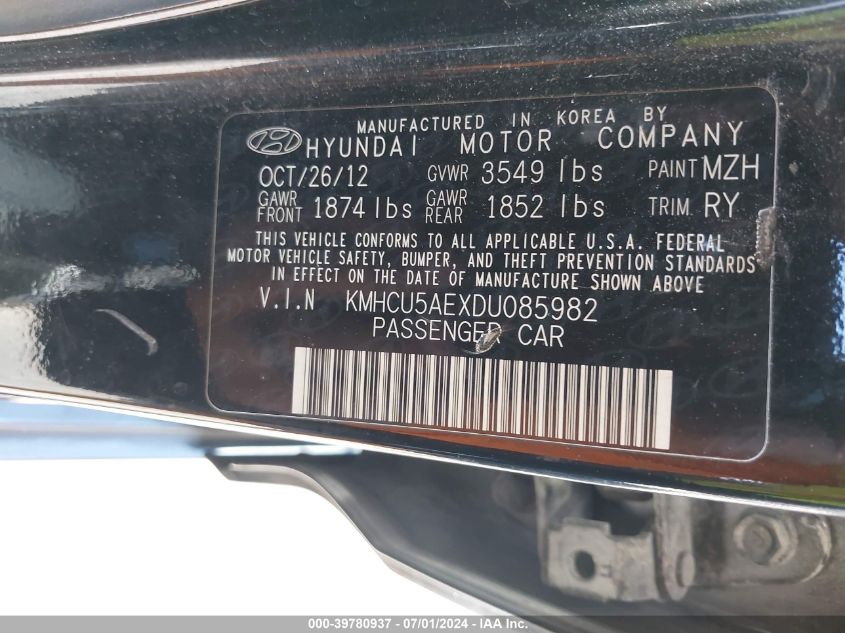 MANUFACTURED IN KOREA BY
HYUNDAI MOTOR COMPANY
OCT/26/12 GVWR 3549 lbs PAINT MZH
GAWR FRONT 1874 lbs GAWR REAR 1852 lbs TRIM RY
THIS VEHICLE CONFORMS TO ALL APPLICABLE U.S.A. FEDERAL
MOTOR VEHICLE SAFETY, BUMPER, AND THEFT PREVENTION STANDARDS
IN EFFECT ON THE DATE OF MANUFACTURE SHOWN ABOVE
V.I.N KMHCU5AEXDU085982
PASSENGER CAR
000-39780937 - 07/01/2024 - IAA Inc.